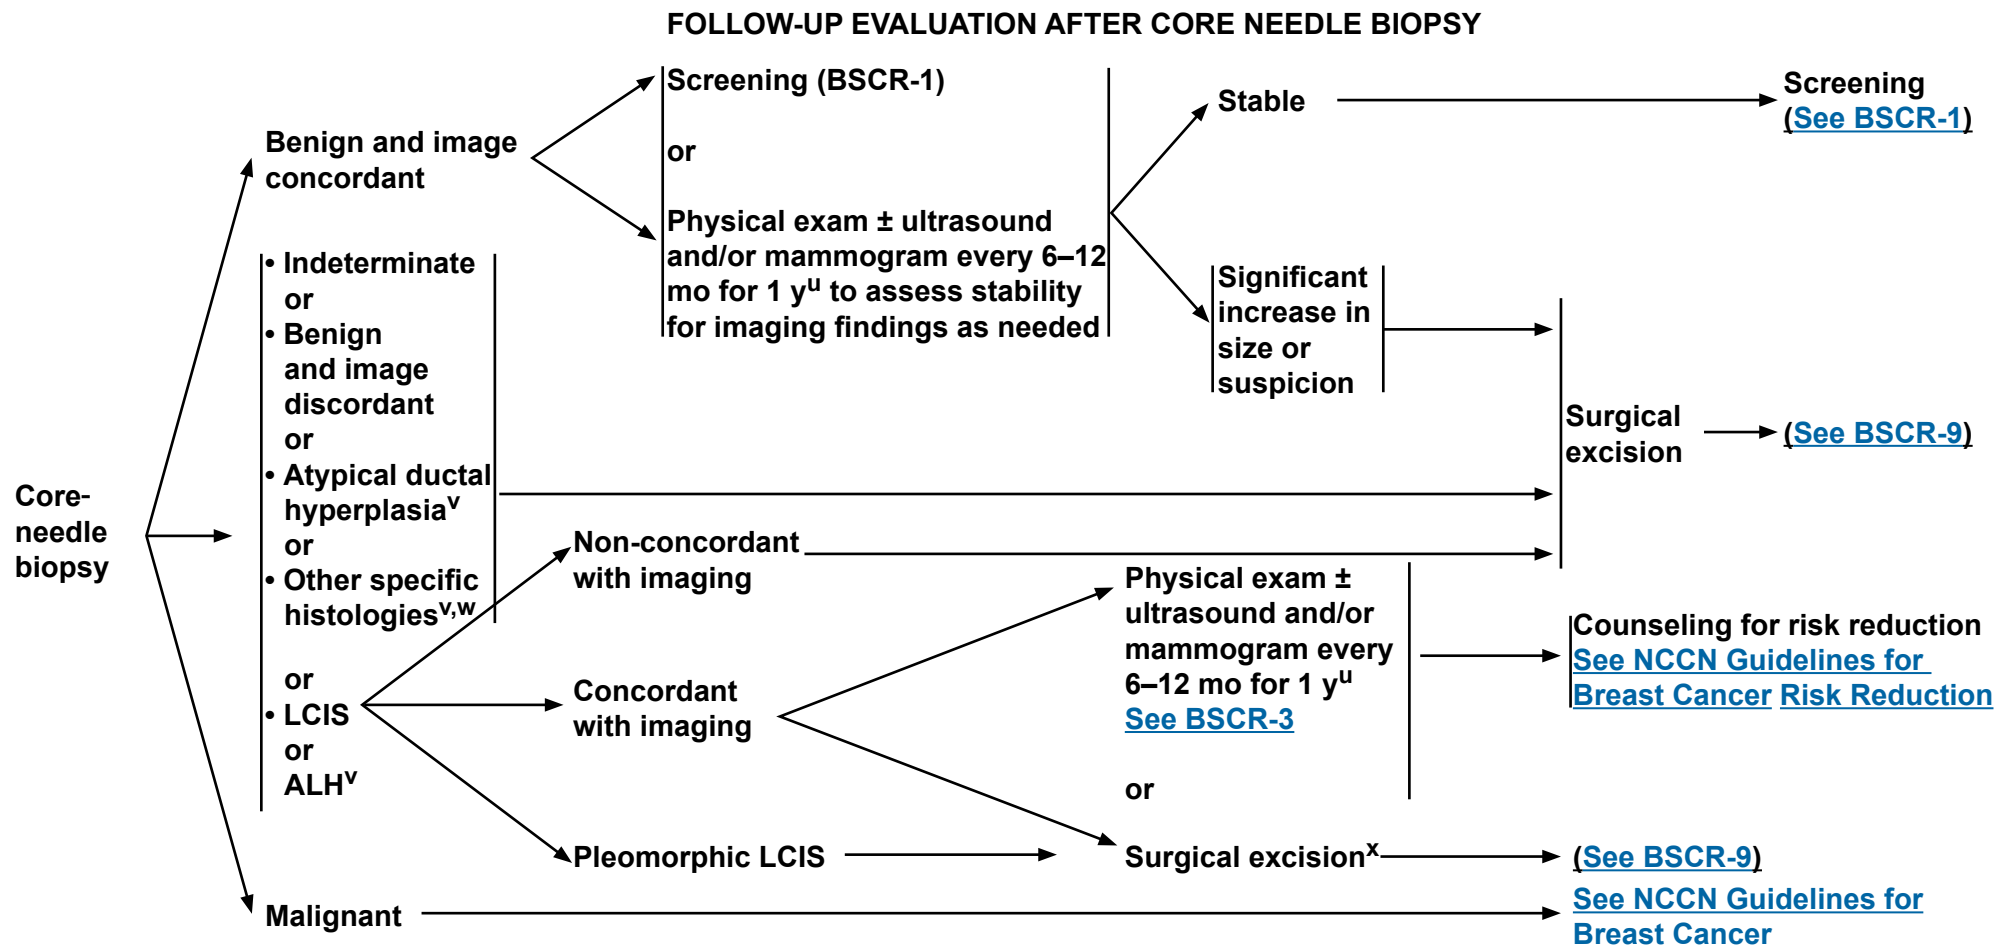 FOLLOW-UP EVALUATION AFTER CORE NEEDLE BIOPSY
Core-
needle
biopsy
Benign and image
concordant
Screening (BSCR-1)
or
Physical exam ± ultrasound
and/or mammogram every 6–12
mo for 1 yᵘ to assess stability
for imaging findings as needed
Stable
Screening
(See BSCR-1)
Significant
increase in
size or
suspicion
Surgical
excision
(See BSCR-9)
• Indeterminate
or
• Benign
and image
discordant
or
• Atypical ductal
hyperplasiaᵛ
or
• Other specific
histologiesᵛ,ʷ
or
• LCIS
or
ALHᵛ
Non-concordant
with imaging
Concordant
with imaging
Physical exam ±
ultrasound and/or
mammogram every
6–12 mo for 1 yᵘ
See BSCR-3
or
Counseling for risk reduction
See NCCN Guidelines for
Breast Cancer Risk Reduction
Pleomorphic LCIS
Surgical excisionˣ
(See BSCR-9)
Malignant
See NCCN Guidelines for
Breast Cancer